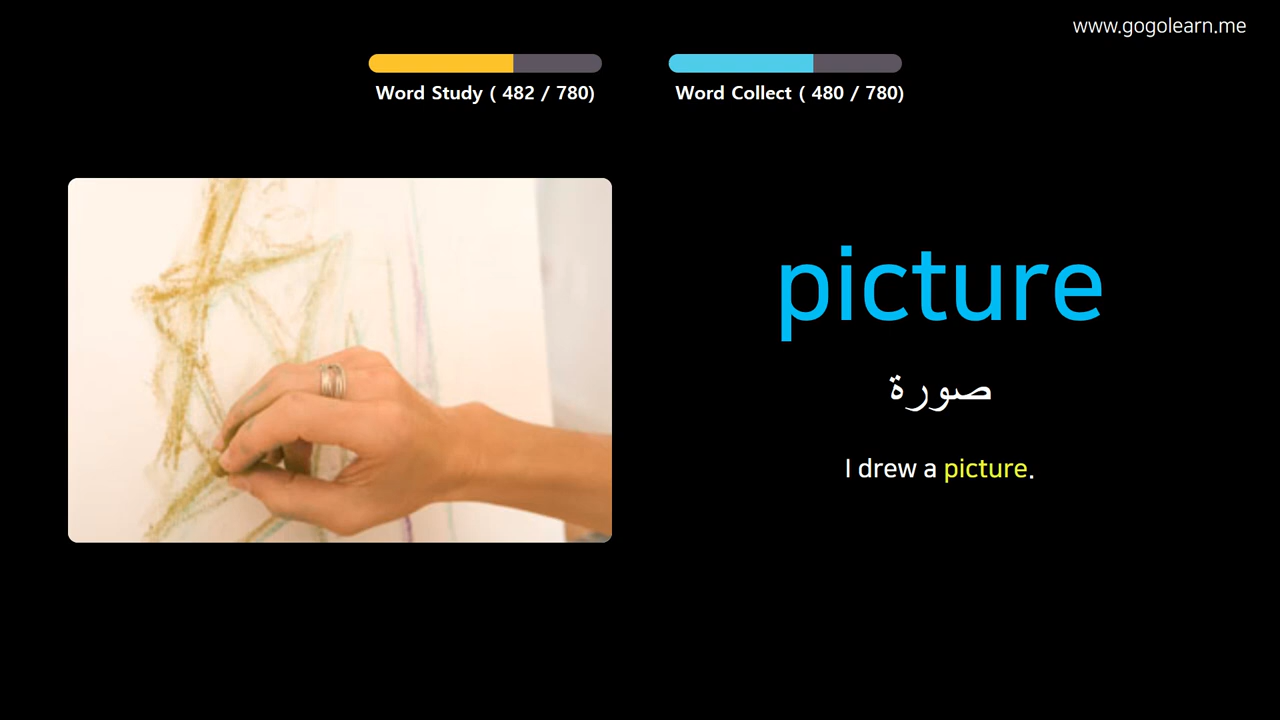 www.gogolearn.me
Word Study ( 482 / 780)
Word Collect ( 480 / 780)
picture
صورة
I drew a picture.